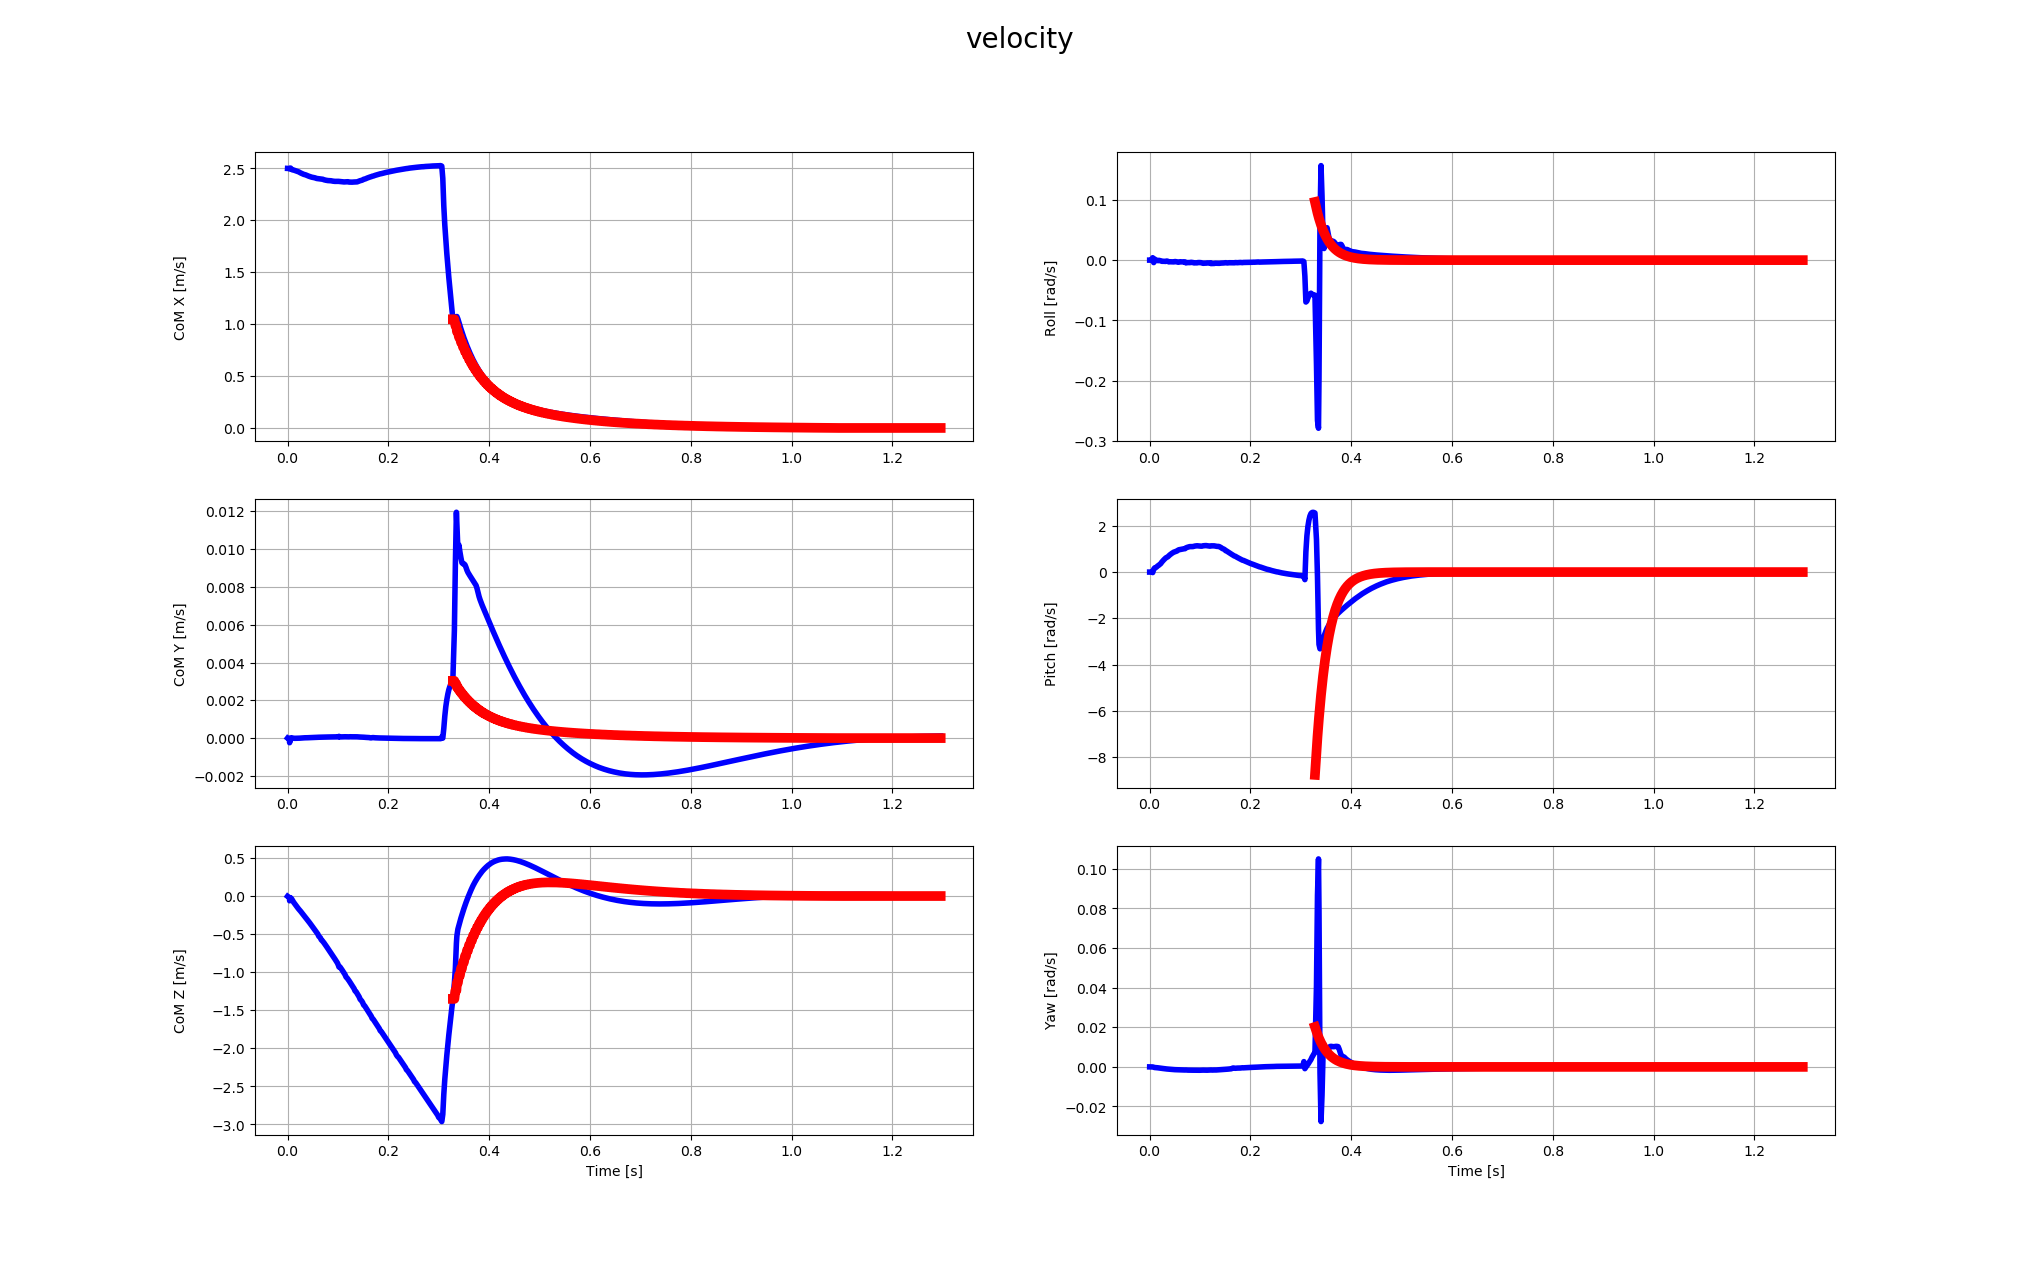 velocity
CoM X [m/s]
2.5
2.0
1.5
1.0
0.5
0.0
0.0 0.2 0.4 0.6 0.8 1.0 1.2
Roll [rad/s]
0.1
0.0
−0.1
−0.2
−0.3
0.0 0.2 0.4 0.6 0.8 1.0 1.2
CoM Y [m/s]
0.012
0.010
0.008
0.006
0.004
0.002
0.000
−0.002
0.0 0.2 0.4 0.6 0.8 1.0 1.2
Pitch [rad/s]
2
0
−2
−4
−6
−8
0.0 0.2 0.4 0.6 0.8 1.0 1.2
CoM Z [m/s]
0.5
0.0
−0.5
−1.0
−1.5
−2.0
−2.5
−3.0
0.0 0.2 0.4 0.6 0.8 1.0 1.2
Time [s]
Yaw [rad/s]
0.10
0.08
0.06
0.04
0.02
0.00
−0.02
0.0 0.2 0.4 0.6 0.8 1.0 1.2
Time [s]